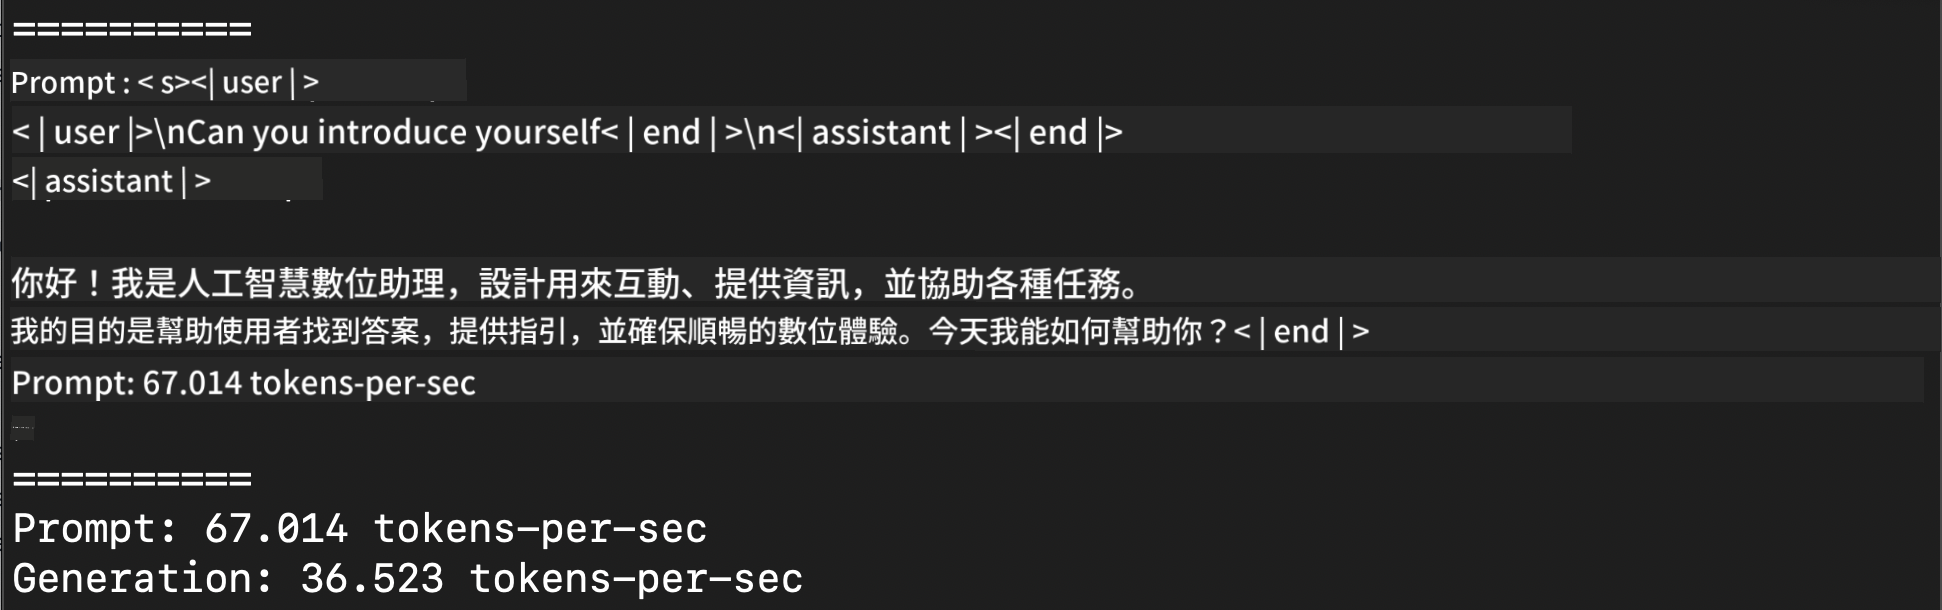 ==========
Prompt : < s><| user | >
< | user |>\nCan you introduce yourself< | end | >\n<| assistant | ><| end |>
<| assistant | >
你好！我是人工智慧數位助理，設計用來互動、提供資訊，並協助各種任務。
我的目的是幫助使用者找到答案，提供指引，並確保順暢的數位體驗。今天我能如何幫助你？< | end | >
Prompt: 67.014 tokens-per-sec
==========
Prompt: 67.014 tokens-per-sec
Generation: 36.523 tokens-per-sec